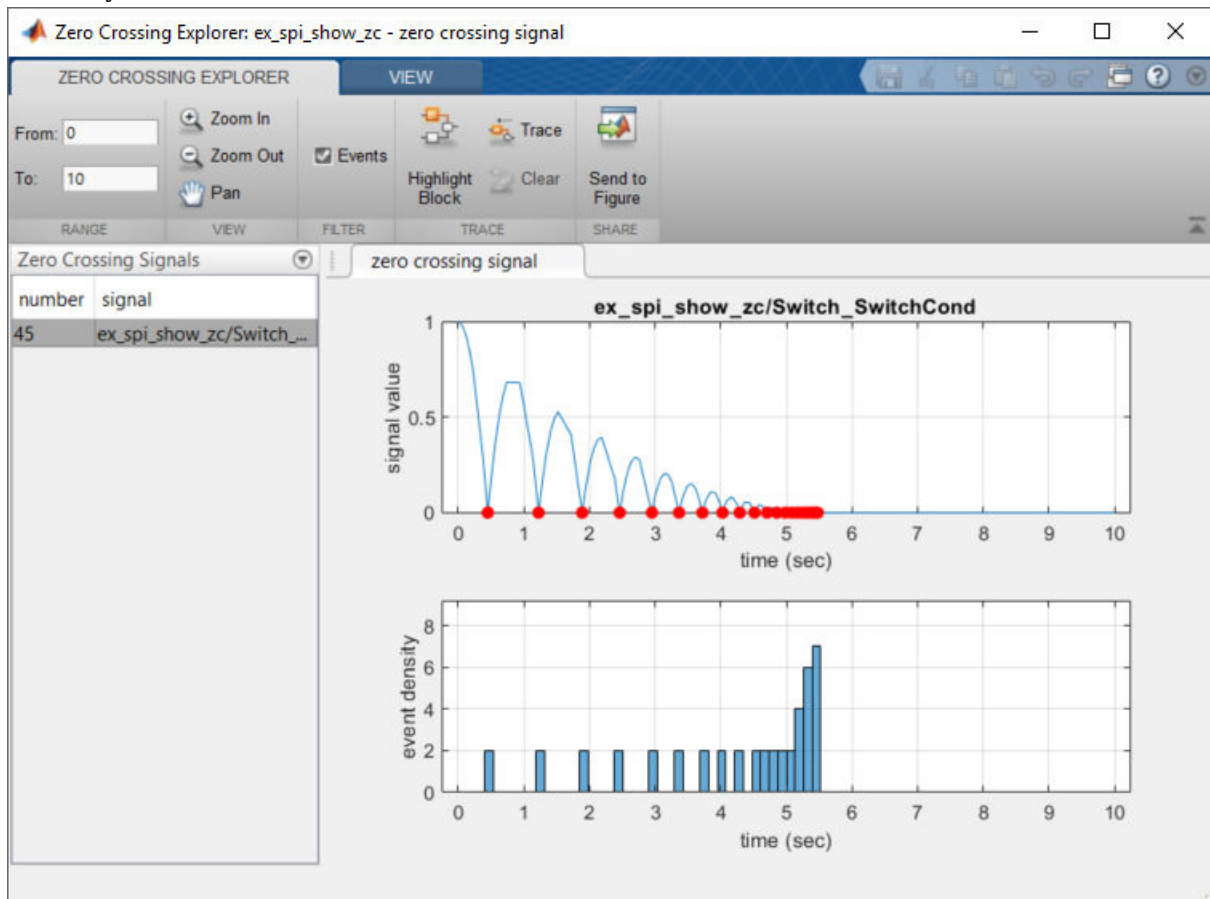 Zero Crossing Explorer: ex_spi_show_zc - zero crossing signal
ZERO CROSSING EXPLORER
VIEW
From: 0
To: 10
RANGE
Zoom In
Zoom Out
Pan
VIEW
Events
FILTER
Highlight
Block
Trace
Clear
TRACE
Send to
Figure
SHARE
Zero Crossing Signals
number signal
45 ex_spi_show_zc/Switch_...
zero crossing signal
ex_spi_show_zc/Switch_SwitchCond
signal value
1
0.5
0
0 1 2 3 4 5 6 7 8 9 10
time (sec)
event density
8
6
4
2
0
0 1 2 3 4 5 6 7 8 9 10
time (sec)